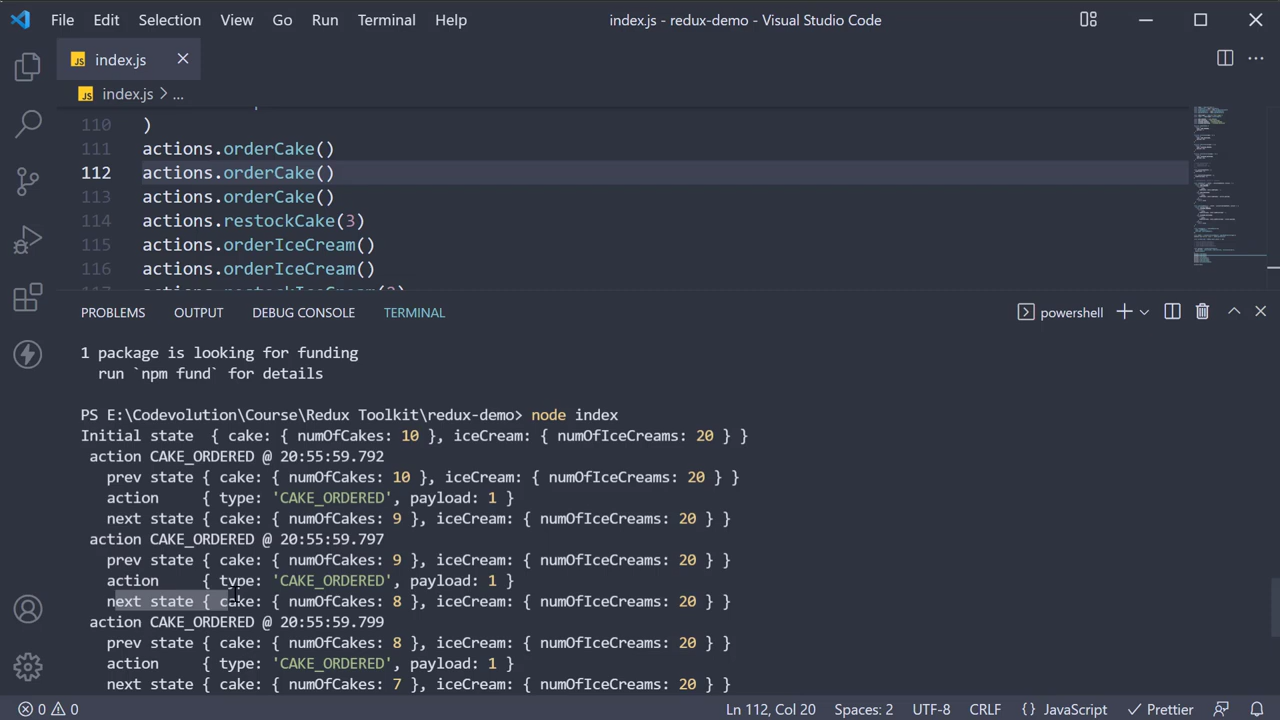 File Edit Selection View Go Run Terminal Help index.js - redux-demo - Visual Studio Code
JS index.js
JS index.js > ...
110 )
111 actions.orderCake()
112 actions.orderCake()
113 actions.orderCake()
114 actions.restockCake(3)
115 actions.orderIceCream()
116 actions.orderIceCream()
PROBLEMS OUTPUT DEBUG CONSOLE TERMINAL powershell
1 package is looking for funding
run `npm fund` for details
PS E:\Codevolution\Course\Redux Toolkit\redux-demo> node index
Initial state { cake: { numOfCakes: 10 }, iceCream: { numOfIceCreams: 20 } }
action CAKE_ORDERED @ 20:55:59.792
prev state { cake: { numOfCakes: 10 }, iceCream: { numOfIceCreams: 20 } }
action { type: 'CAKE_ORDERED', payload: 1 }
next state { cake: { numOfCakes: 9 }, iceCream: { numOfIceCreams: 20 } }
action CAKE_ORDERED @ 20:55:59.797
prev state { cake: { numOfCakes: 9 }, iceCream: { numOfIceCreams: 20 } }
action { type: 'CAKE_ORDERED', payload: 1 }
next state { cake: { numOfCakes: 8 }, iceCream: { numOfIceCreams: 20 } }
action CAKE_ORDERED @ 20:55:59.799
prev state { cake: { numOfCakes: 8 }, iceCream: { numOfIceCreams: 20 } }
action { type: 'CAKE_ORDERED', payload: 1 }
next state { cake: { numOfCakes: 7 }, iceCream: { numOfIceCreams: 20 } }
0 0 Ln 112, Col 20 Spaces: 2 UTF-8 CRLF {} JavaScript Prettier